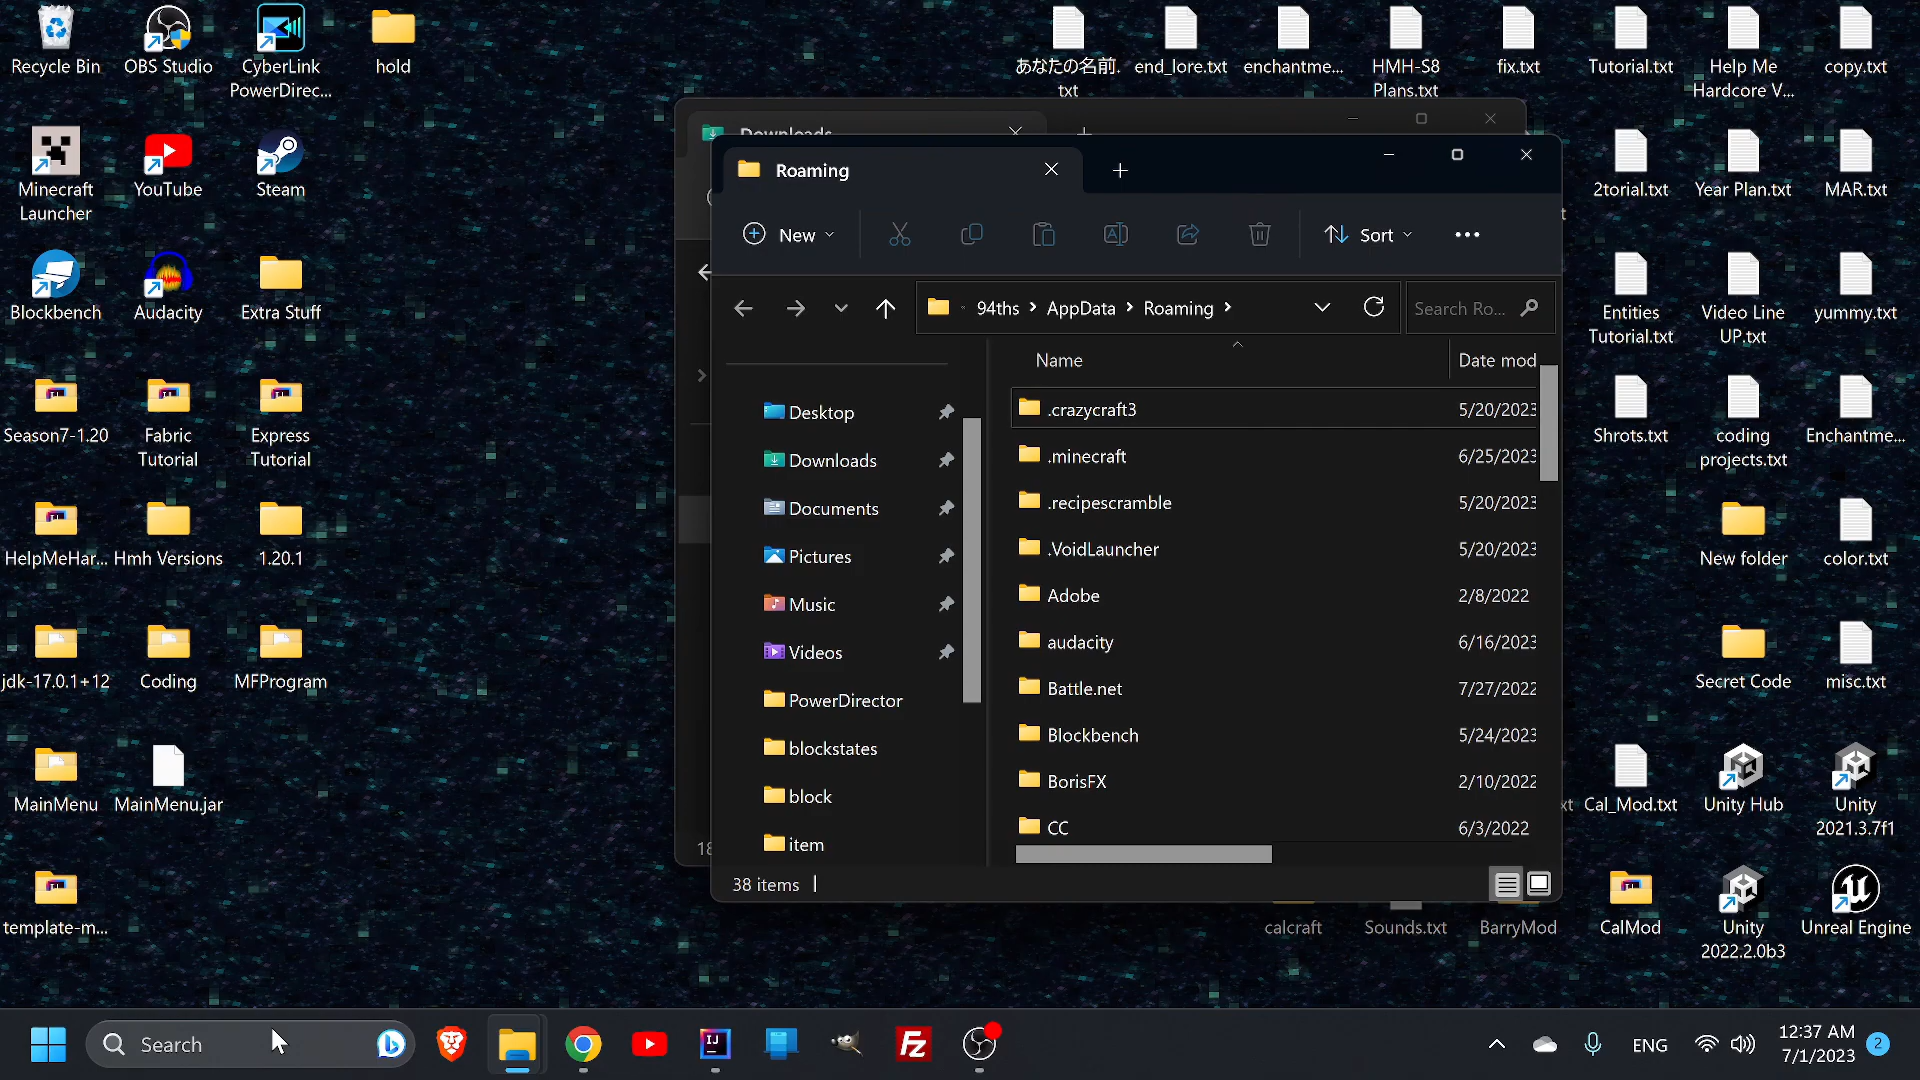 Recycle Bin
OBS Studio
CyberLink
PowerDirec...
hold
Minecraft
Launcher
YouTube
Steam
Blockbench
Audacity
Extra Stuff
Season7-1.20
Fabric
Tutorial
Express
Tutorial
HelpMeHar...
Hmh Versions
1.20.1
jdk-17.0.1+12
Coding
MFProgram
MainMenu
MainMenu.jar
template-m...
あなたの名前.
txt
end_lore.txt
enchantme...
HMH-S8
Plans.txt
fix.txt
Tutorial.txt
Help Me
Hardcore V...
copy.txt
2torial.txt
Year Plan.txt
MAR.txt
Entities
Tutorial.txt
Video Line
UP.txt
yummy.txt
Shrots.txt
coding
projects.txt
Enchantme...
New folder
color.txt
Secret Code
misc.txt
Cal_Mod.txt
Unity Hub
Unity
2021.3.7f1
calcraft
Sounds.txt
BarryMod
CalMod
Unity
2022.2.0b3
Unreal Engine
Downloads
Roaming
New
Sort
94ths
AppData
Roaming
Search Ro...
Name
Date mod
Desktop
Downloads
Documents
Pictures
Music
Videos
PowerDirector
blockstates
block
item
.crazycraft3 5/20/2023
.minecraft 6/25/2023
.recipescramble 5/20/2023
.VoidLauncher 5/20/2023
Adobe 2/8/2022
audacity 6/16/2023
Battle.net 7/27/2022
Blockbench 5/24/2023
BorisFX 2/10/2022
CC 6/3/2022
38 items
Search
IJ
FZ
ENG
12:37 AM
7/1/2023
2